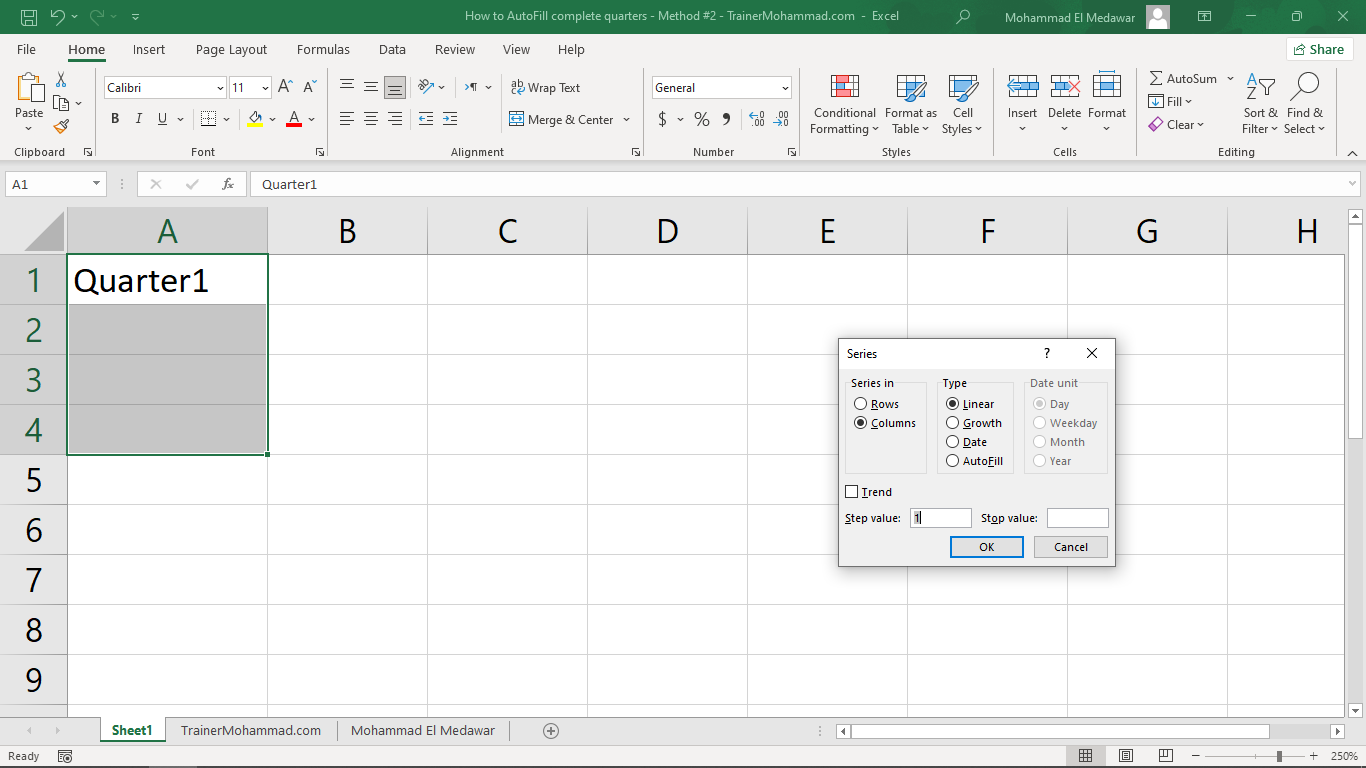 How to AutoFill complete quarters - Method #2 - TrainerMohammad.com - Excel
Mohammad El Medawar
File Home Insert Page Layout Formulas Data Review View Help
Share
Paste
Clipboard
Calibri 11
B I U A
Font
ab Wrap Text
Merge & Center
Alignment
General
$ % 9 .00 .00
Number
Conditional Formatting
Format as Table
Cell Styles
Styles
Insert Delete Format
Cells
AutoSum
Fill
Clear
Sort & Filter
Find & Select
Editing
A1 fx Quarter1
A B C D E F G H
1 Quarter1
2
3
4
5
6
7
8
9
Series ?
Series in Type Date unit
Rows Linear Day
Columns Growth Weekday
Date Month
AutoFill Year
Trend
Step value: 1 Stop value:
OK Cancel
Sheet1 TrainerMohammad.com Mohammad El Medawar
Ready 250%